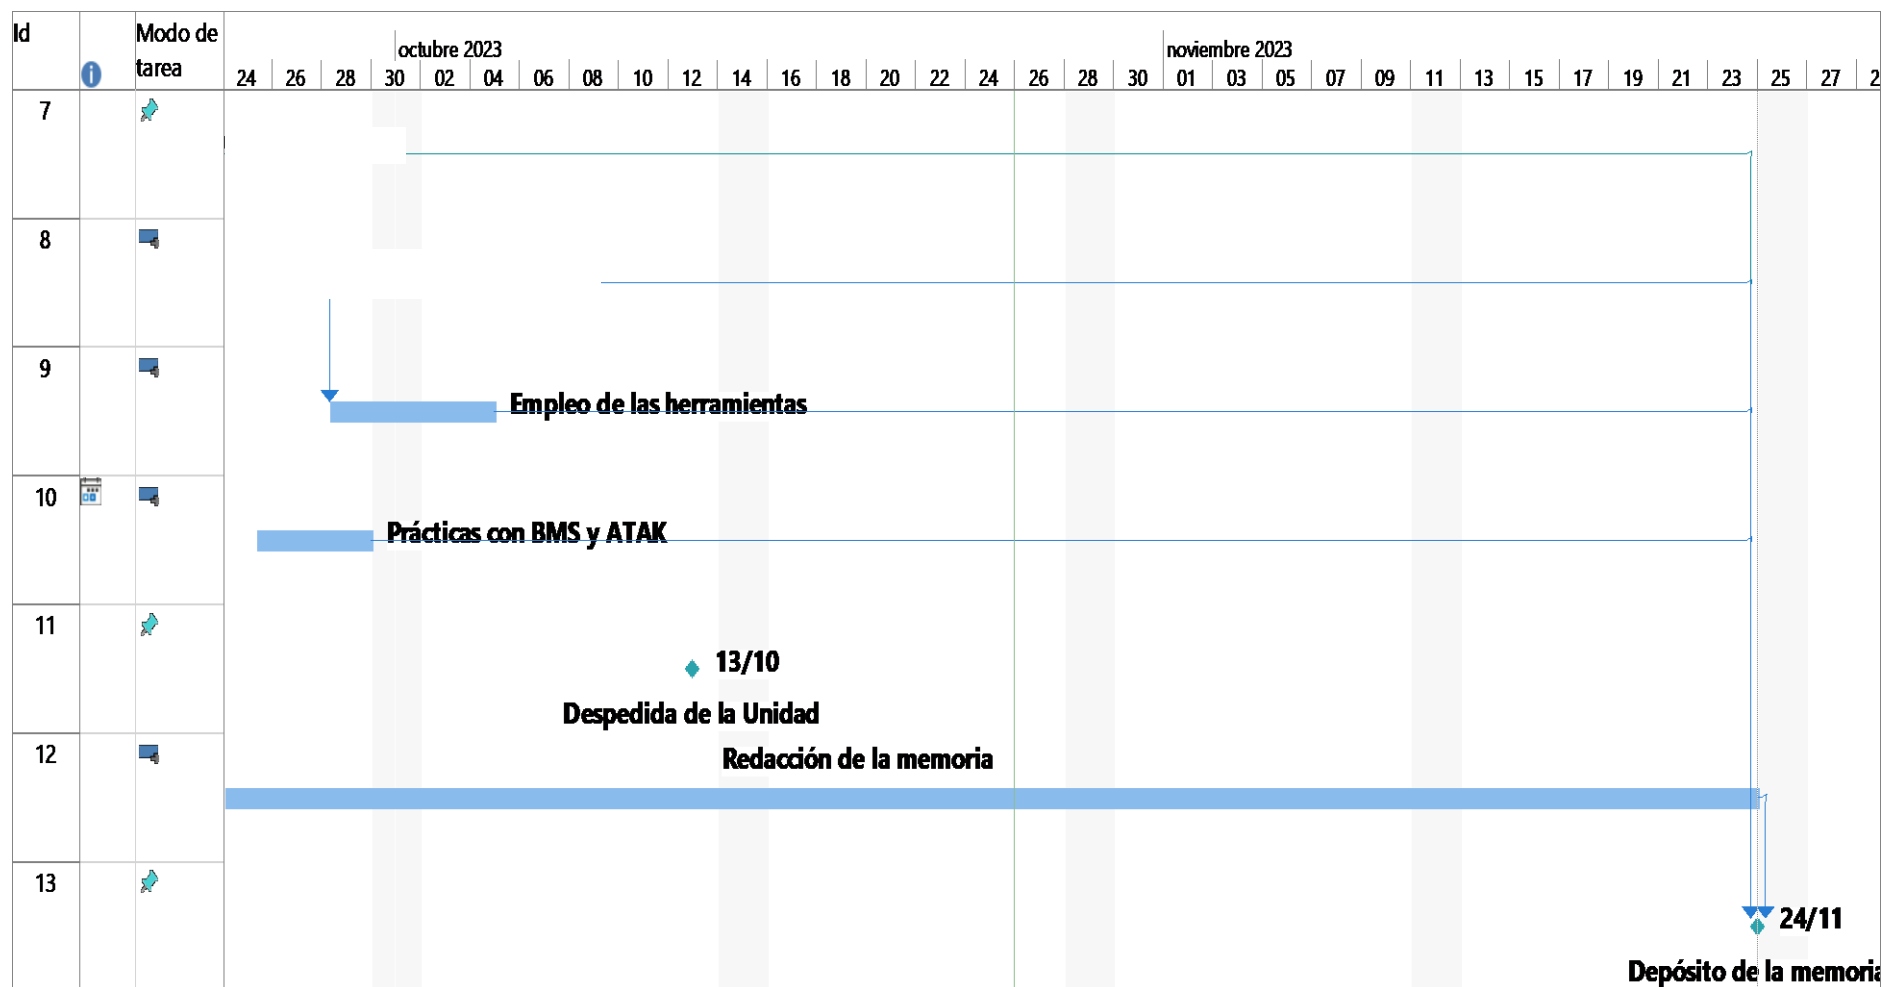 Id
Modo de
tarea
octubre 2023
noviembre 2023
24 26 28 30 02 04 06 08 10 12 14 16 18 20 22 24 26 28 30 01 03 05 07 09 11 13 15 17 19 21 23 25 27
7
8
9
Empleo de las herramientas
10
Prácticas con BMS y ATAK
11
13/10
Despedida de la Unidad
12
Redacción de la memoria
13
24/11
Depósito de la memoria